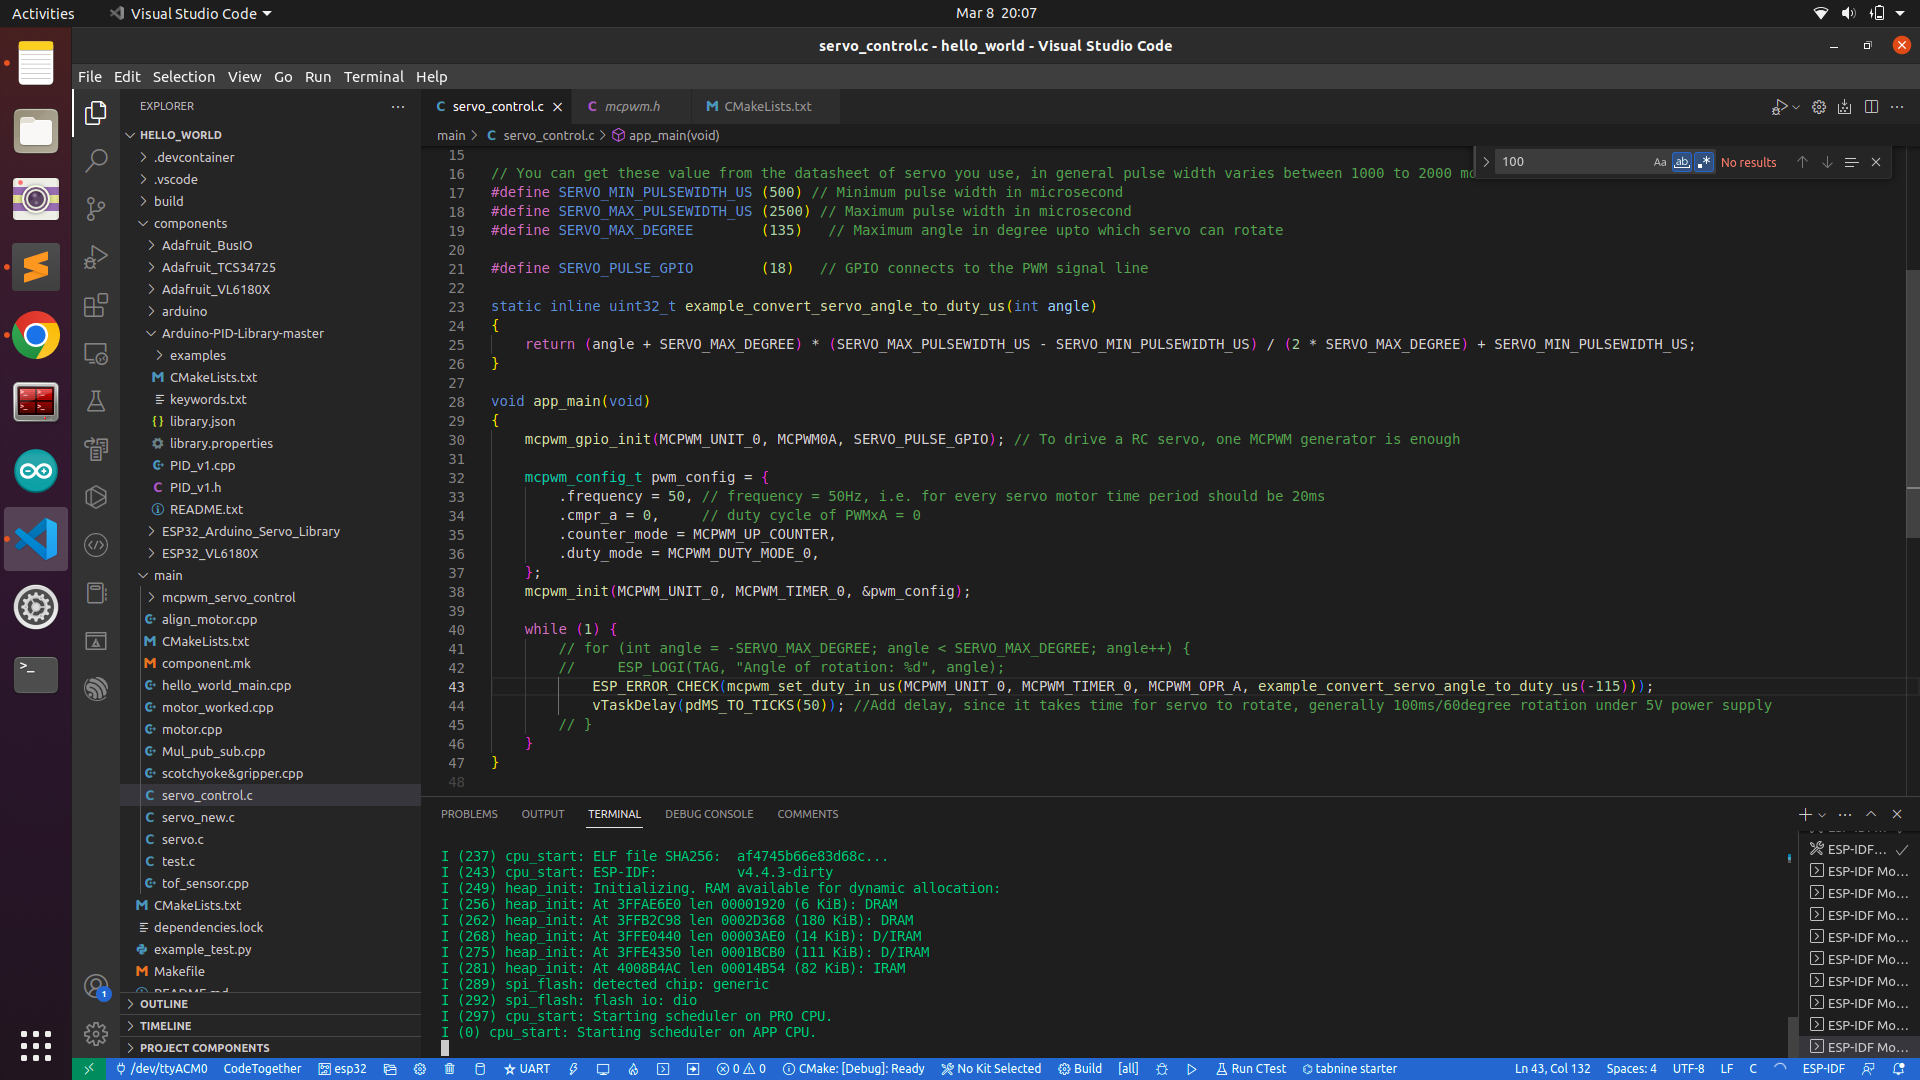 Activities
Visual Studio Code
Mar 8 20:07
servo_control.c - hello_world - Visual Studio Code
File Edit Selection View Go Run Terminal Help
EXPLORER
HELLO_WORLD
.devcontainer
.vscode
build
components
Adafruit_BusIO
Adafruit_TCS34725
Adafruit_VL6180X
arduino
Arduino-PID-Library-master
examples
CMakeLists.txt
keywords.txt
library.json
library.properties
PID_v1.cpp
PID_v1.h
README.txt
ESP32_Arduino_Servo_Library
ESP32_VL6180X
main
mcpwm_servo_control
align_motor.cpp
CMakeLists.txt
component.mk
hello_world_main.cpp
motor_worked.cpp
motor.cpp
Mul_pub_sub.cpp
scotchyoke&gripper.cpp
servo_control.c
servo_new.c
servo.c
test.c
tof_sensor.cpp
CMakeLists.txt
dependencies.lock
example_test.py
Makefile
README.md
OUTLINE
TIMELINE
PROJECT COMPONENTS
servo_control.c mcpwm.h CMakeLists.txt
main > servo_control.c > app_main(void)
100 Aa ab No results
15
16 // You can get these value from the datasheet of servo you use, in general pulse width varies between 1000 to 2000 mo
17 #define SERVO_MIN_PULSEWIDTH_US (500) // Minimum pulse width in microsecond
18 #define SERVO_MAX_PULSEWIDTH_US (2500) // Maximum pulse width in microsecond
19 #define SERVO_MAX_DEGREE        (135)   // Maximum angle in degree upto which servo can rotate
20
21 #define SERVO_PULSE_GPIO        (18)   // GPIO connects to the PWM signal line
22
23 static inline uint32_t example_convert_servo_angle_to_duty_us(int angle)
24 {
25     return (angle + SERVO_MAX_DEGREE) * (SERVO_MAX_PULSEWIDTH_US - SERVO_MIN_PULSEWIDTH_US) / (2 * SERVO_MAX_DEGREE) + SERVO_MIN_PULSEWIDTH_US;
26 }
27
28 void app_main(void)
29 {
30     mcpwm_gpio_init(MCPWM_UNIT_0, MCPWM0A, SERVO_PULSE_GPIO); // To drive a RC servo, one MCPWM generator is enough
31
32     mcpwm_config_t pwm_config = {
33         .frequency = 50, // frequency = 50Hz, i.e. for every servo motor time period should be 20ms
34         .cmpr_a = 0,     // duty cycle of PWMxA = 0
35         .counter_mode = MCPWM_UP_COUNTER,
36         .duty_mode = MCPWM_DUTY_MODE_0,
37     };
38     mcpwm_init(MCPWM_UNIT_0, MCPWM_TIMER_0, &pwm_config);
39
40     while (1) {
41         // for (int angle = -SERVO_MAX_DEGREE; angle < SERVO_MAX_DEGREE; angle++) {
42         //     ESP_LOGI(TAG, "Angle of rotation: %d", angle);
43             ESP_ERROR_CHECK(mcpwm_set_duty_in_us(MCPWM_UNIT_0, MCPWM_TIMER_0, MCPWM_OPR_A, example_convert_servo_angle_to_duty_us(-115)));
44             vTaskDelay(pdMS_TO_TICKS(50)); //Add delay, since it takes time for servo to rotate, generally 100ms/60degree rotation under 5V power supply
45         // }
46     }
47 }
48
PROBLEMS OUTPUT TERMINAL DEBUG CONSOLE COMMENTS
I (237) cpu_start: ELF file SHA256:  af4745b66e83d68c...
I (243) cpu_start: ESP-IDF:          v4.4.3-dirty
I (249) heap_init: Initializing. RAM available for dynamic allocation:
I (256) heap_init: At 3FFAE6E0 len 00001920 (6 KiB): DRAM
I (262) heap_init: At 3FFB2C98 len 0002D368 (180 KiB): DRAM
I (268) heap_init: At 3FFE0440 len 00003AE0 (14 KiB): D/IRAM
I (275) heap_init: At 3FFE4350 len 0001BCB0 (111 KiB): D/IRAM
I (281) heap_init: At 4008B4AC len 00014B54 (82 KiB): IRAM
I (289) spi_flash: detected chip: generic
I (292) spi_flash: flash io: dio
I (297) cpu_start: Starting scheduler on PRO CPU.
I (0) cpu_start: Starting scheduler on APP CPU.
ESP-IDF...
ESP-IDF Mo...
ESP-IDF Mo...
ESP-IDF Mo...
ESP-IDF Mo...
ESP-IDF Mo...
ESP-IDF Mo...
ESP-IDF Mo...
ESP-IDF Mo...
ESP-IDF Mo...
/dev/ttyACM0 CodeTogether esp32 UART 0 0 CMake: [Debug]: Ready No Kit Selected Build [all] Run CTest tabnine starter Ln 43, Col 132 Spaces: 4 UTF-8 LF C ESP-IDF